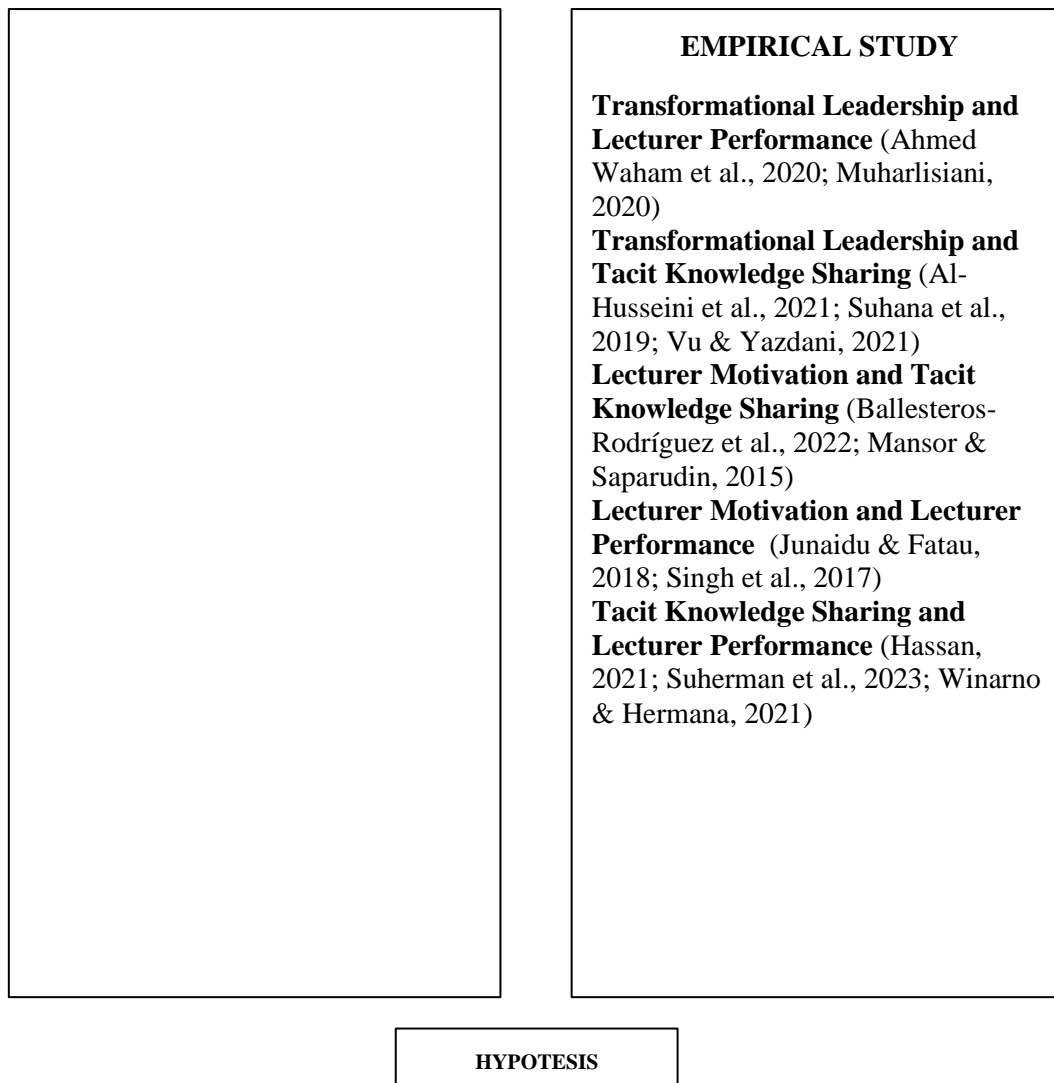 EMPIRICAL STUDY
Transformational Leadership and
Lecturer Performance (Ahmed
Waham et al., 2020; Muharlisiani,
2020)
Transformational Leadership and
Tacit Knowledge Sharing (Al-
Husseini et al., 2021; Suhana et al.,
2019; Vu & Yazdani, 2021)
Lecturer Motivation and Tacit
Knowledge Sharing (Ballesteros-
Rodríguez et al., 2022; Mansor &
Saparudin, 2015)
Lecturer Motivation and Lecturer
Performance (Junaidu & Fatau,
2018; Singh et al., 2017)
Tacit Knowledge Sharing and
Lecturer Performance (Hassan,
2021; Suherman et al., 2023; Winarno
& Hermana, 2021)
HYPOTESIS